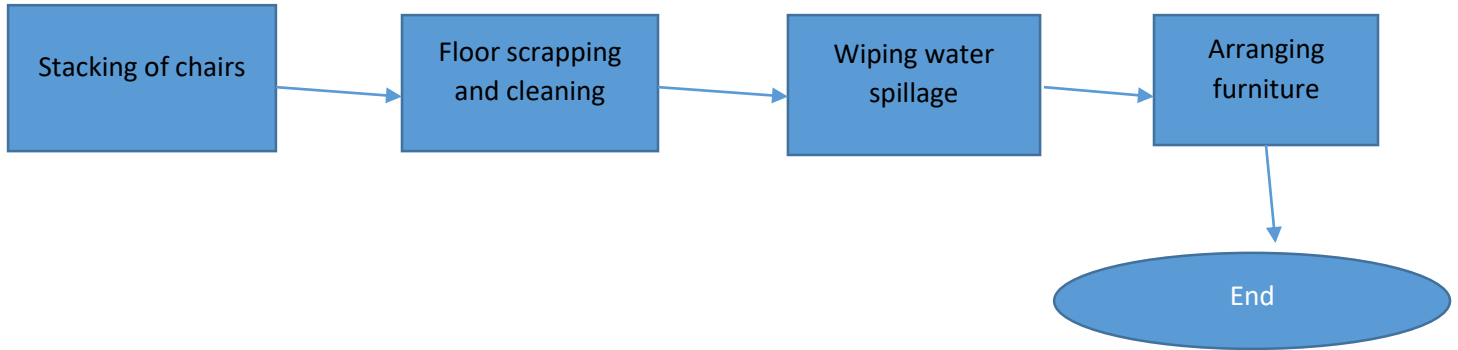 Stacking of chairs
Floor scrapping
and cleaning
Wiping water
spillage
Arranging
furniture
End